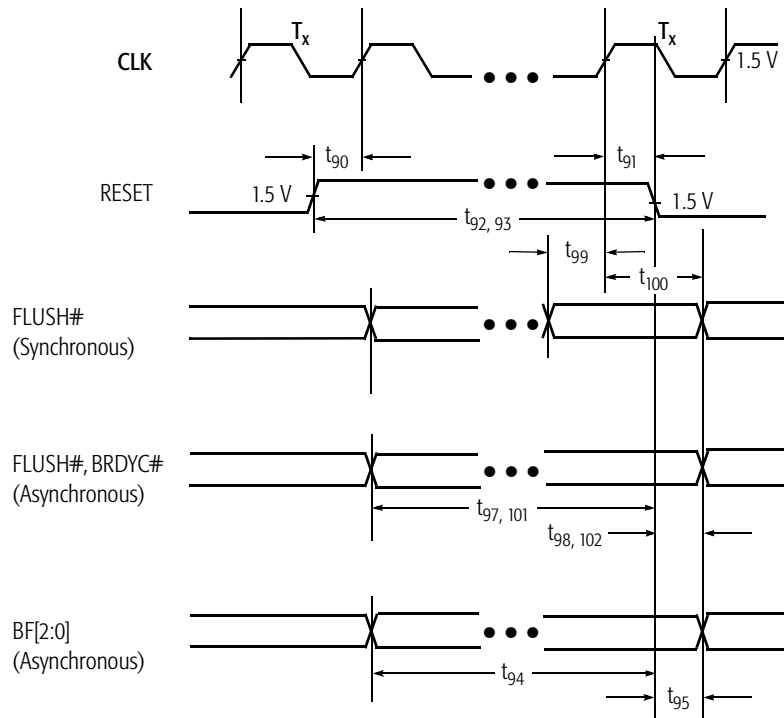 Tx
Tx
CLK
1.5 V
t90
t91
RESET
1.5 V
1.5 V
t92, 93
t99
t100
FLUSH#
(Synchronous)
FLUSH#, BRDYC#
(Asynchronous)
t97, 101
t98, 102
BF[2:0]
(Asynchronous)
t94
t95